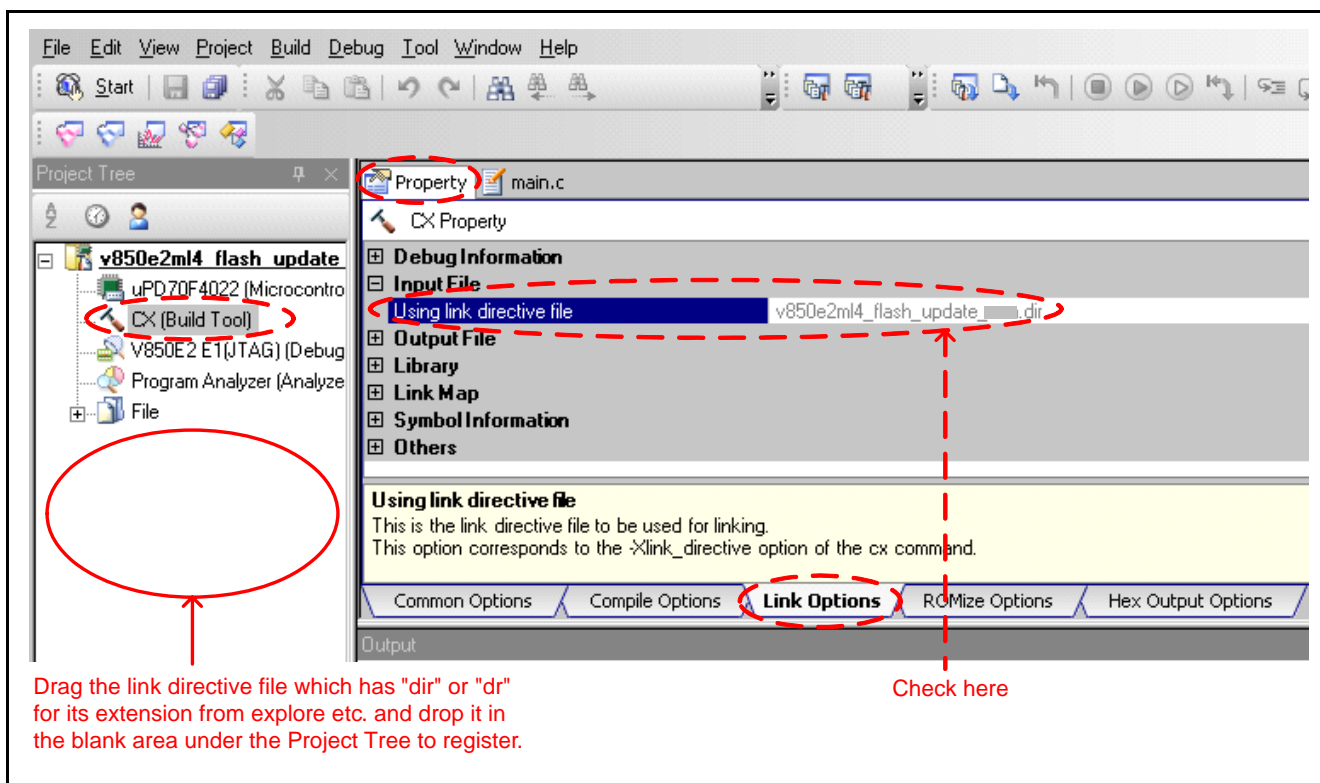 File Edit View Project Build Debug Tool Window Help
Start
Project Tree
Property main.c
CX Property
v850e2ml4_flash_update_
uPD70F4022 (Microcontro
CX (Build Tool)
V850E2 E1(JTAG) (Debug
Program Analyzer (Analyze
File
Debug Information
Input File
Using link directive file v850e2ml4_flash_update_ .dir
Output File
Library
Link Map
Symbol Information
Others
Using link directive file
This is the link directive file to be used for linking.
This option corresponds to the -Xlink_directive option of the cx command.
Common Options Compile Options Link Options ROMize Options Hex Output Options
Output
Drag the link directive file which has "dir" or "dr"
for its extension from explore etc. and drop it in
the blank area under the Project Tree to register.
Check here